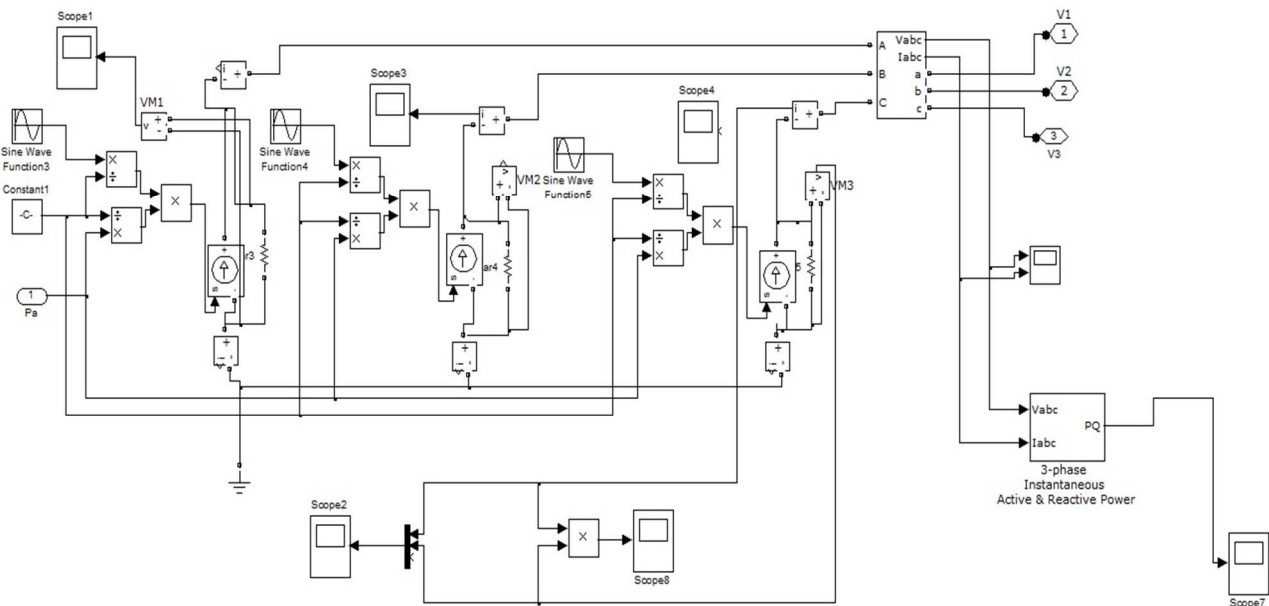 Scope1
Scope3
Scope4
V1
1
A
B
C
Vabc
Iabc
a
b
c
V2
2
3
V3
i
+
-
i
+
-
i
+
-
VM1
v
+
-
Sine Wave
Function3
Sine Wave
Function4
Sine Wave
Function5
VM2
VM3
Constant1
-C-
×
÷
÷
×
×
×
÷
÷
×
×
×
÷
÷
×
×
r3
ar4
5
s
s
s
1
Pa
Vabc
Iabc
PQ
3-phase
Instantaneous
Active & Reactive Power
Scope2
×
Scope8
Scope7